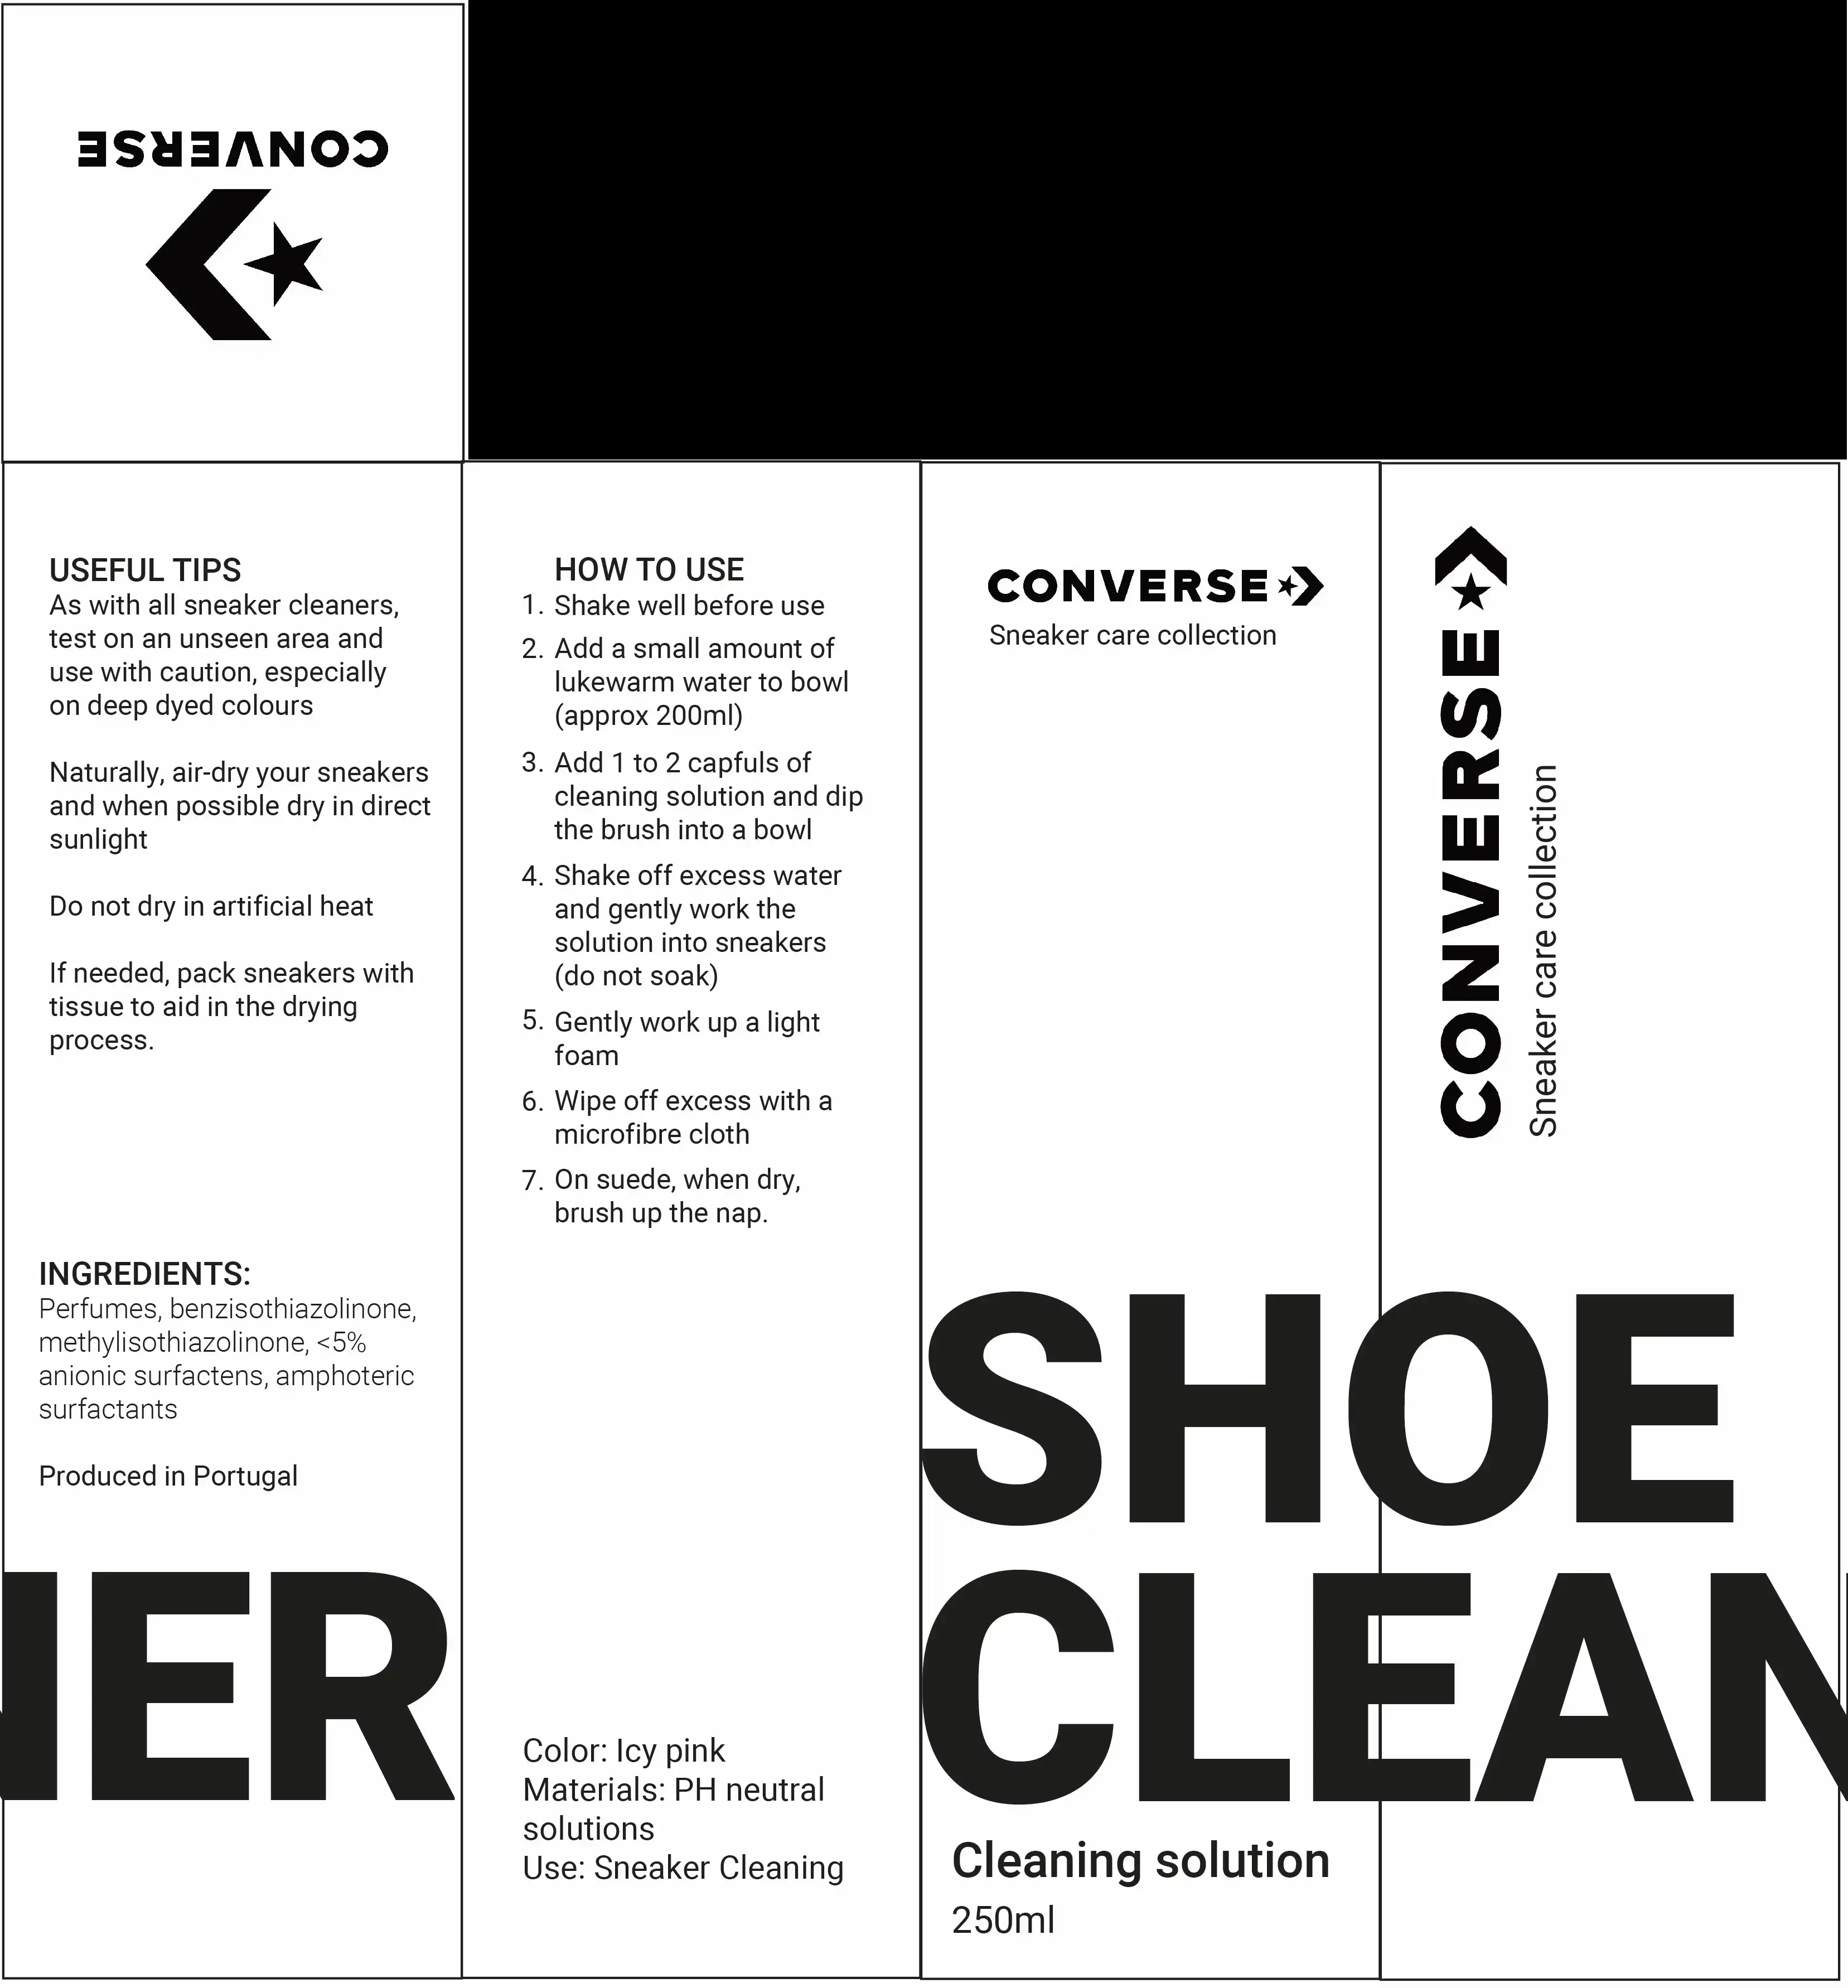 CONVERSE
USEFUL TIPS
As with all sneaker cleaners,
test on an unseen area and
use with caution, especially
on deep dyed colours
Naturally, air-dry your sneakers
and when possible dry in direct
sunlight
Do not dry in artificial heat
If needed, pack sneakers with
tissue to aid in the drying
process.
INGREDIENTS:
Perfumes, benzisothiazolinone,
methylisothiazolinone, <5%
anionic surfactens, amphoteric
surfactants
Produced in Portugal
NER
HOW TO USE
1. Shake well before use
2. Add a small amount of
lukewarm water to bowl
(approx 200ml)
3. Add 1 to 2 capfuls of
cleaning solution and dip
the brush into a bowl
4. Shake off excess water
and gently work the
solution into sneakers
(do not soak)
5. Gently work up a light
foam
6. Wipe off excess with a
microfibre cloth
7. On suede, when dry,
brush up the nap.
Color: Icy pink
Materials: PH neutral
solutions
Use: Sneaker Cleaning
CONVERSE
Sneaker care collection
CONVERSE
Sneaker care collection
SHOE
CLEAN
Cleaning solution
250ml